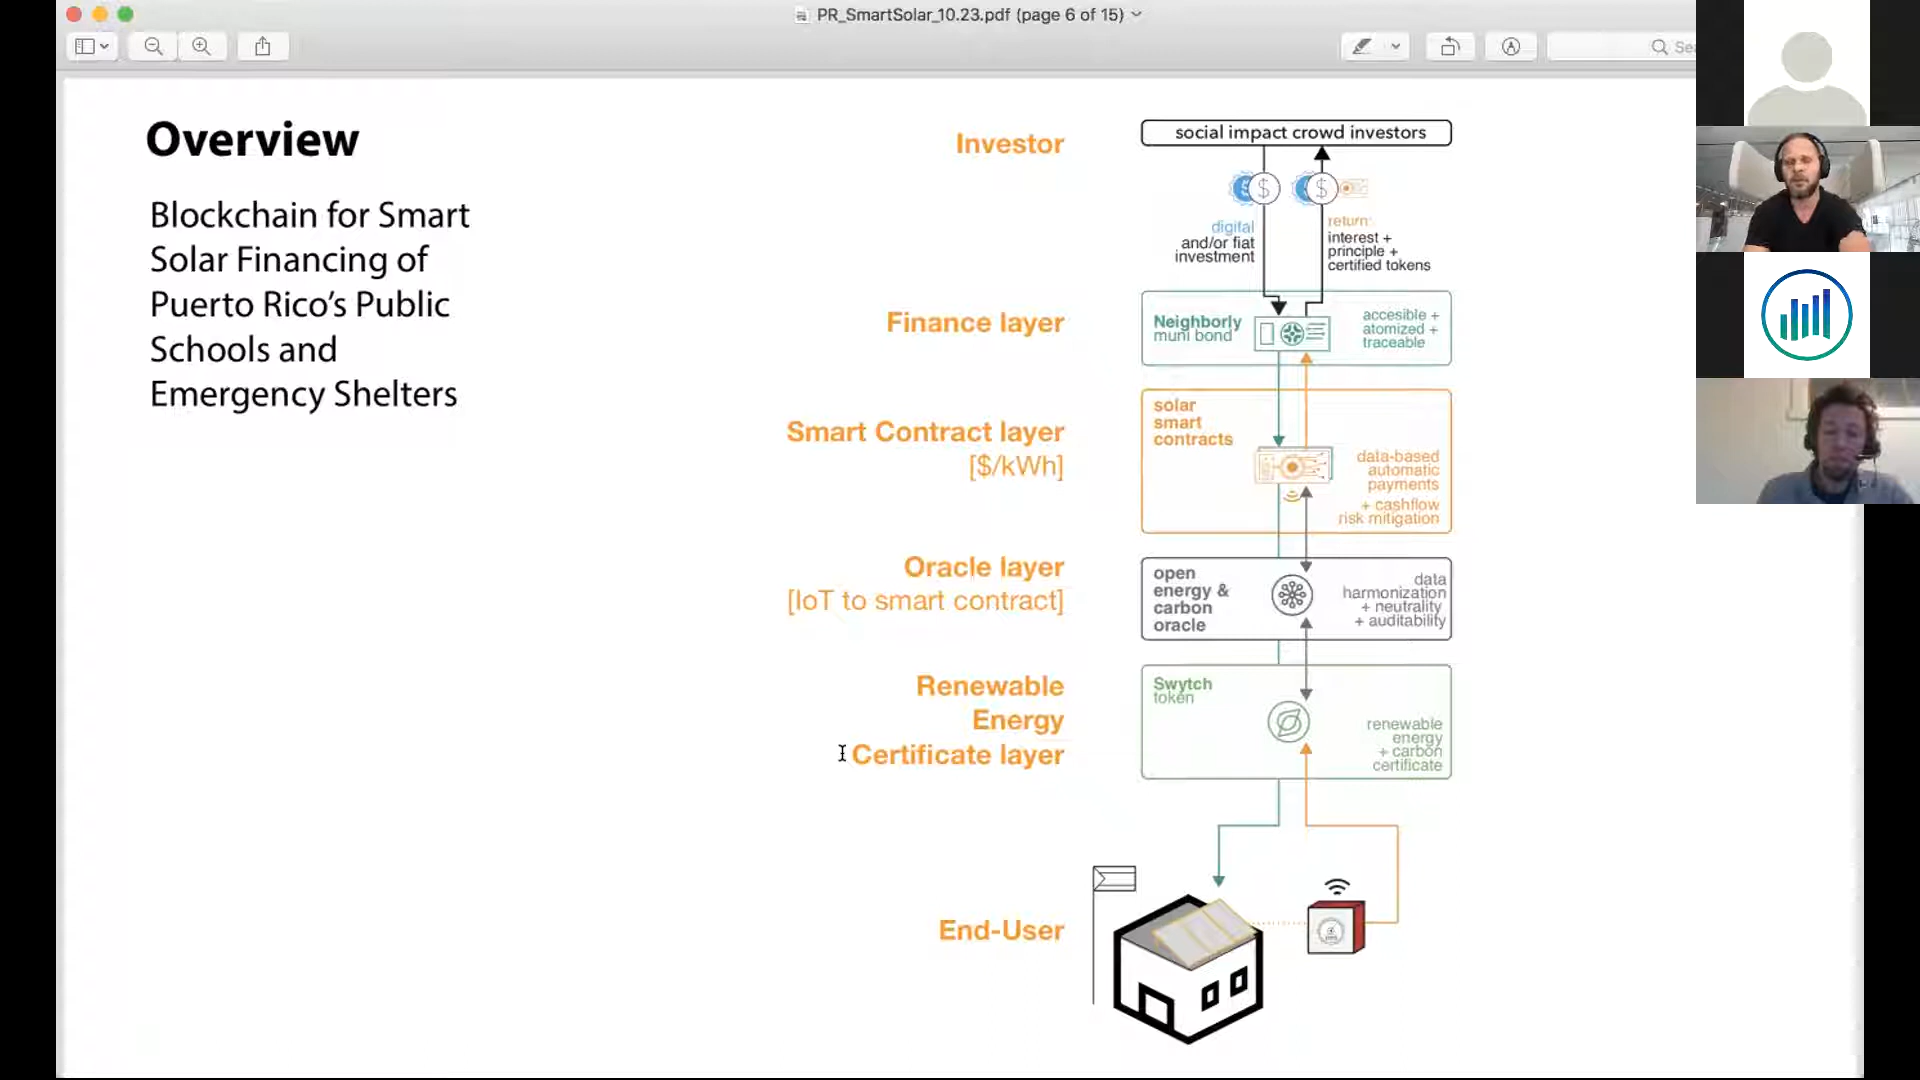 PR_SmartSolar_10.23.pdf (page 6 of 15)
Overview
Blockchain for Smart
Solar Financing of
Puerto Rico’s Public
Schools and
Emergency Shelters
Investor
social impact crowd investors
$
$
digital
and/or fiat
investment
return:
interest +
principle +
certified tokens
Finance layer
Neighborly
muni bond
accesible +
atomized +
traceable
Smart Contract layer
[$/kWh]
solar
smart
contracts
data-based
automatic
payments
+ cashflow
risk mitigation
Oracle layer
[IoT to smart contract]
open
energy &
carbon
oracle
data
harmonization
+ neutrality
+ auditability
Renewable
Energy
Certificate layer
Swytch
token
renewable
energy
+ carbon
certificate
End-User